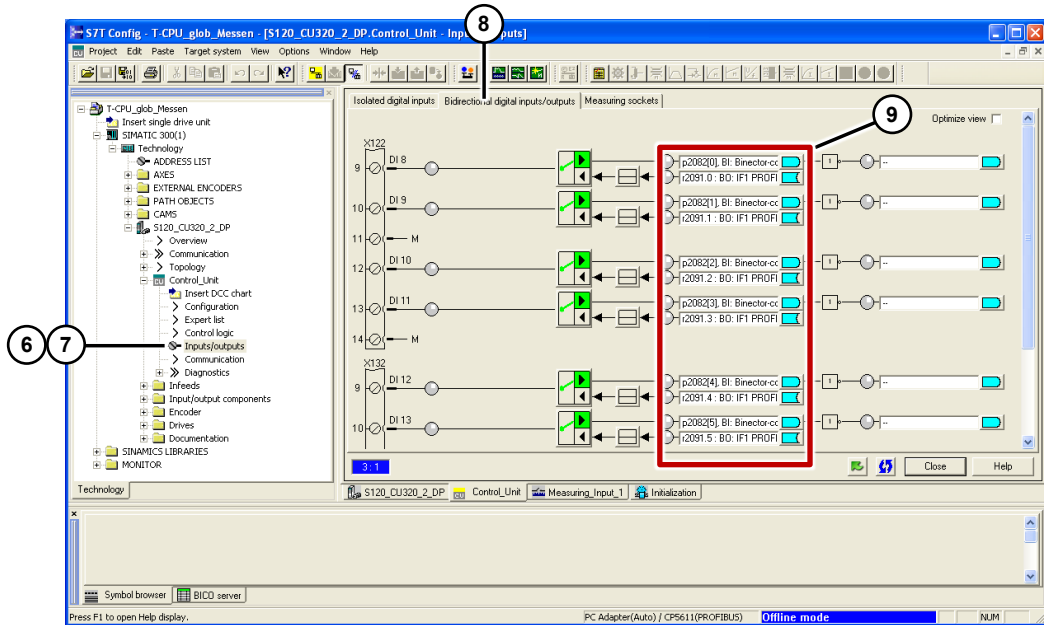 8
S7T Config - T-CPU_glob_Messen - [S120_CU320_2_DP.Control_Unit - Inp uts]
Project Edit Paste Target system View Options Window Help
T-CPU_glob_Messen
Insert single drive unit
SIMATIC 300(1)
Technology
ADDRESS LIST
AXES
EXTERNAL ENCODERS
PATH OBJECTS
CAMS
S120_CU320_2_DP
Overview
Communication
Topology
Control_Unit
Insert DCC chart
Configuration
Expert list
Control logic
Inputs/outputs
Communication
Diagnostics
Infeeds
Input/output components
Encoder
Drives
Documentation
SINAMICS LIBRARIES
MONITOR
Technology
6 7
Isolated digital inputs Bidirectional digital inputs/outputs Measuring sockets
9
Optimize view
X122
9 DI 8 p2082[0], BI: Binector-cc 1 --
r2091.0 : BO: IF1 PROFI
10 DI 9 p2082[1], BI: Binector-cc 1 --
r2091.1 : BO: IF1 PROFI
11 M
12 DI 10 p2082[2], BI: Binector-cc 1 --
r2091.2 : BO: IF1 PROFI
13 DI 11 p2082[3], BI: Binector-cc 1 --
r2091.3 : BO: IF1 PROFI
14 M
X132
9 DI 12 p2082[4], BI: Binector-cc 1 --
r2091.4 : BO: IF1 PROFI
10 DI 13 p2082[5], BI: Binector-cc 1 --
r2091.5 : BO: IF1 PROFI
3:1
Close Help
S120_CU320_2_DP Control_Unit Measuring_Input_1 Initialization
Symbol browser BICO server
Press F1 to open Help display. PC Adapter(Auto) / CP5611(PROFIBUS) Offline mode NUM